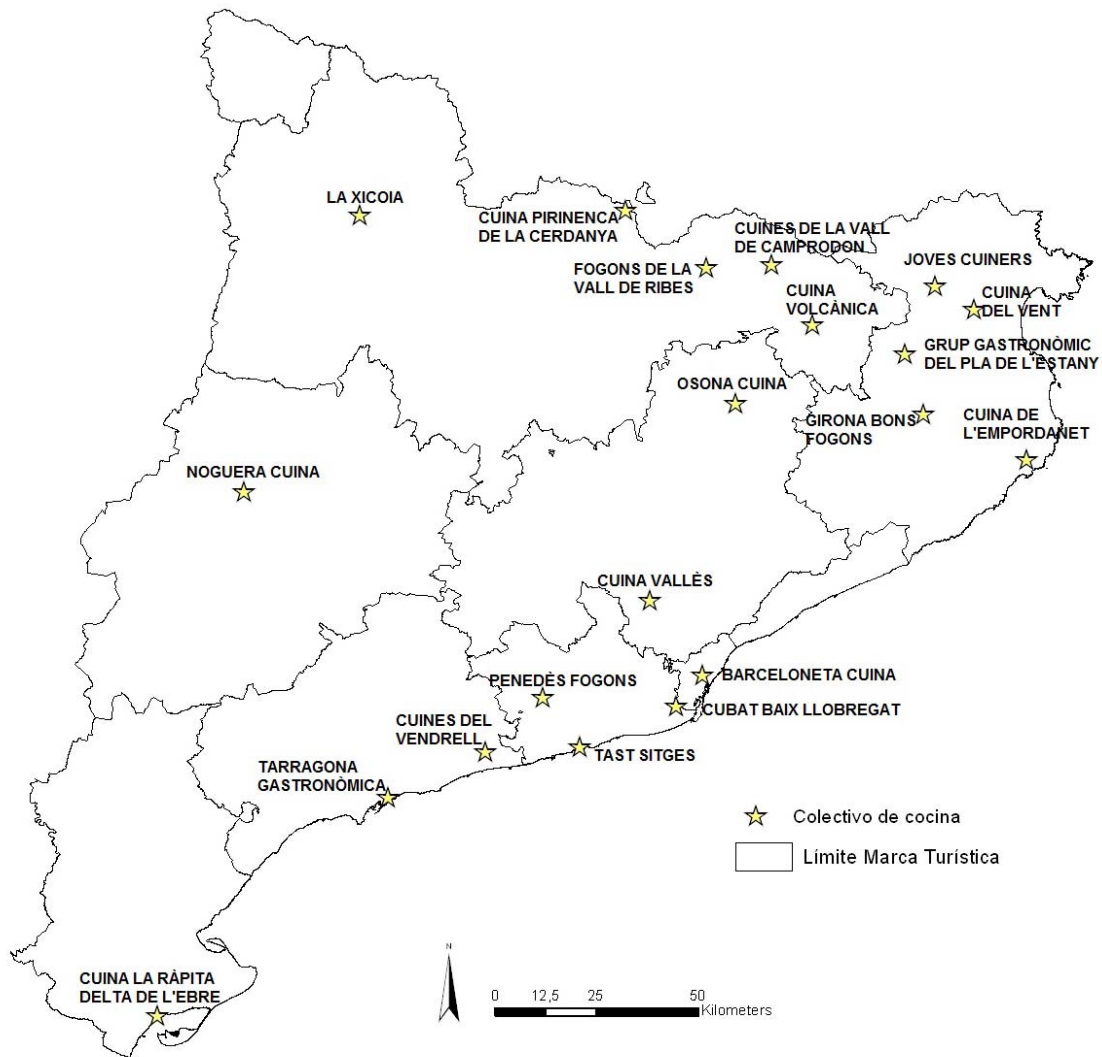 LA XICOIA
CUINA PIRINENCA
DE LA CERDANYA
CUINES DE LA VALL
DE CAMPRODON
FOGONS DE LA
VALL DE RIBES
JOVES CUINERS
CUINA
VOLCÀNICA
CUINA
DEL VENT
GRUP GASTRONÒMIC
DEL PLA DE L'ESTANY
OSONA CUINA
GIRONA BONS
FOGONS
CUINA DE
L'EMPORDANET
NOGUERA CUINA
CUINA VALLÈS
PENEDÈS FOGONS
BARCELONETA CUINA
CUBAT BAIX LLOBREGAT
CUINES DEL
VENDRELL
TAST SITGES
TARRAGONA
GASTRONÒMICA
Colectivo de cocina
Límite Marca Turística
CUINA LA RÀPITA
DELTA DE L'EBRE
N
0 12,5 25 50
Kilometers